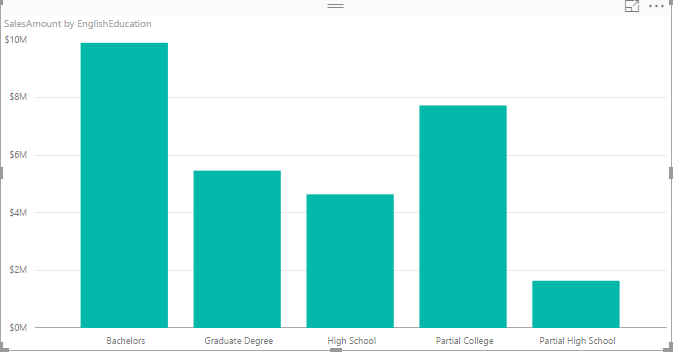 SalesAmount by EnglishEducation
$10M
$8M
$6M
$4M
$2M
$0M
Bachelors Graduate Degree High School Partial College Partial High School